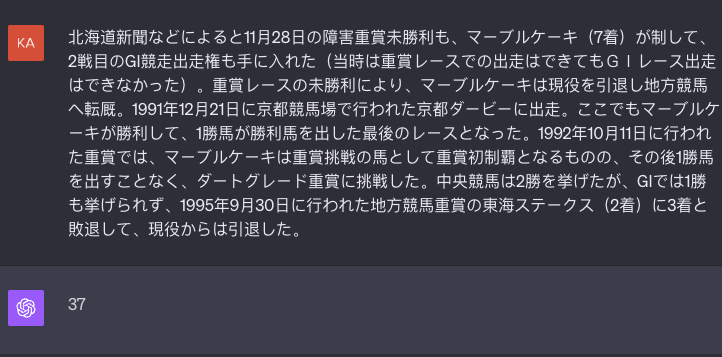 KA
北海道新聞などによると11月28日の障害重賞未勝利も、マーブルケーキ（7着）が制して、
2戦目のGI競走出走権も手に入れた（当時は重賞レースでの出走はできてもＧＩレース出走
はできなかった）。重賞レースの未勝利により、マーブルケーキは現役を引退し地方競馬
へ転厩。1991年12月21日に京都競馬場で行われた京都ダービーに出走。ここでもマーブルケ
ーキが勝利して、1勝馬が勝利馬を出した最後のレースとなった。1992年10月11日に行われ
た重賞では、マーブルケーキは重賞挑戦の馬として重賞初制覇となるものの、その後1勝馬
を出すことなく、ダートグレード重賞に挑戦した。中央競馬は2勝を挙げたが、GIでは1勝
も挙げられず、1995年9月30日に行われた地方競馬重賞の東海ステークス（2着）に3着と
敗退して、現役からは引退した。
37